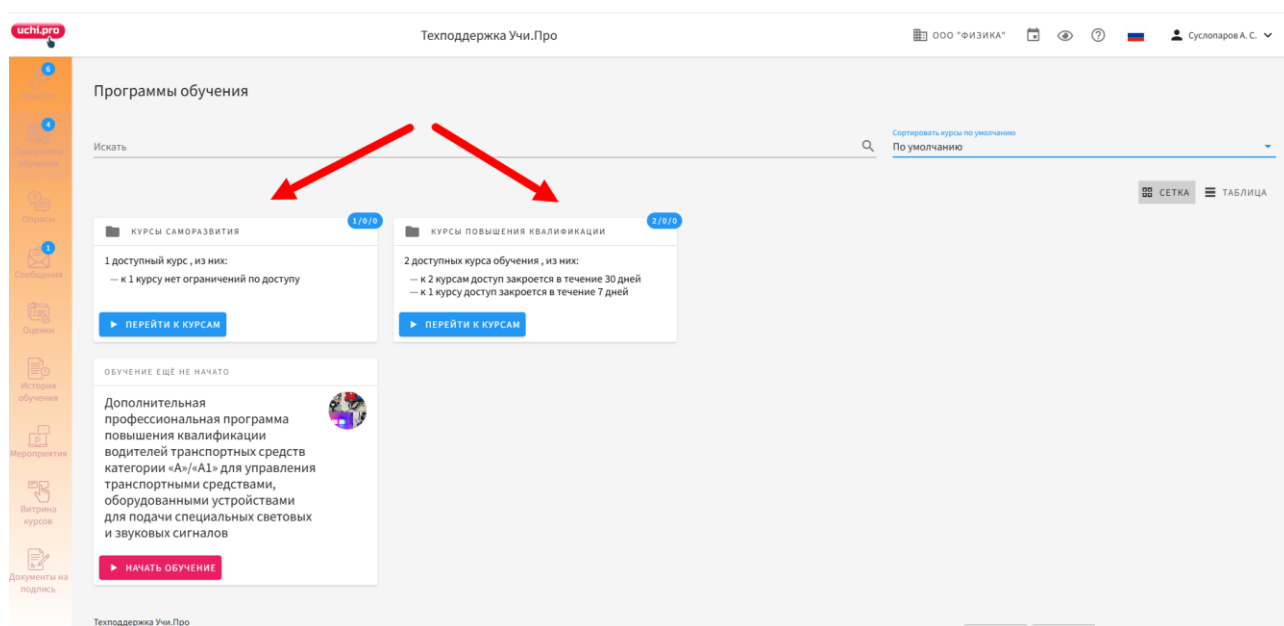 uchi.pro
Техподдержка Учи.Про
ООО "ФИЗИКА"
Суслопаров А. С.
6
4
Программы
обучения
Опросы
1
Сообщения
Оценки
История
обучения
Мероприятия
Витрина
курсов
Документы на
подпись
Программы обучения
Искать
Сортировать курсы по умолчанию
По умолчанию
СЕТКА
ТАБЛИЦА
КУРСЫ САМОРАЗВИТИЯ
1/0/0
1 доступный курс , из них:
— к 1 курсу нет ограничений по доступу
ПЕРЕЙТИ К КУРСАМ
КУРСЫ ПОВЫШЕНИЯ КВАЛИФИКАЦИИ
2/0/0
2 доступных курса обучения , из них:
— к 2 курсам доступ закроется в течение 30 дней
— к 1 курсу доступ закроется в течение 7 дней
ПЕРЕЙТИ К КУРСАМ
ОБУЧЕНИЕ ЕЩЁ НЕ НАЧАТО
Дополнительная
профессиональная программа
повышения квалификации
водителей транспортных средств
категории «А»/«А1» для управления
транспортными средствами,
оборудованными устройствами
для подачи специальных световых
и звуковых сигналов
НАЧАТЬ ОБУЧЕНИЕ
Техподдержка Учи.Про